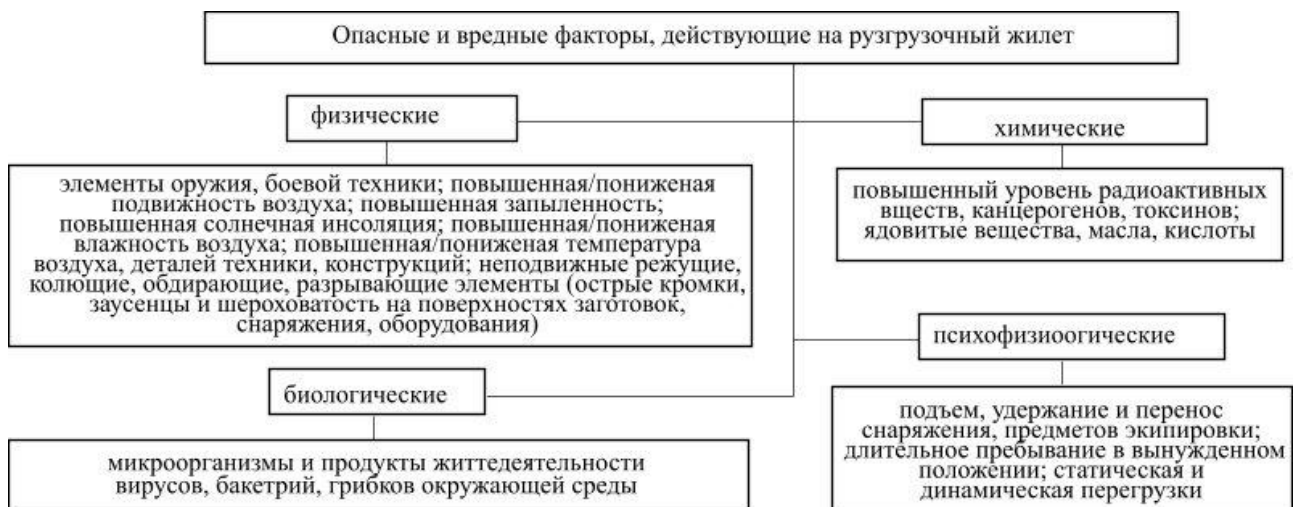 Опасные и вредные факторы, действующие на рузгрузочный жилет
физические
химические
элементы оружия, боевой техники; повышенная/пониженая
подвижность воздуха; повышенная запыленность;
повышенная солнечная инсоляция; повышенная/пониженая
влажность воздуха; повышенная/пониженая температура
воздуха, деталей техники, конструкций; неподвижные режущие,
колющие, обдирающие, разрывающие элементы (острые кромки,
заусенцы и шероховатость на поверхностях заготовок,
снаряжения, оборудования)
повышенный уровень радиоактивных
вществ, канцерогенов, токсинов;
ядовитые вещества, масла, кислоты
психофизиоогические
биологические
подъем, удержание и перенос
снаряжения, предметов экипировки;
длительное пребывание в вынужденном
положении; статическая и
динамическая перегрузки
микроорганизмы и продукты життедеятельности
вирусов, бакетрий, грибков окружающей среды